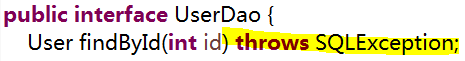 public interface UserDao {
User findById(int id) throws SQLException;